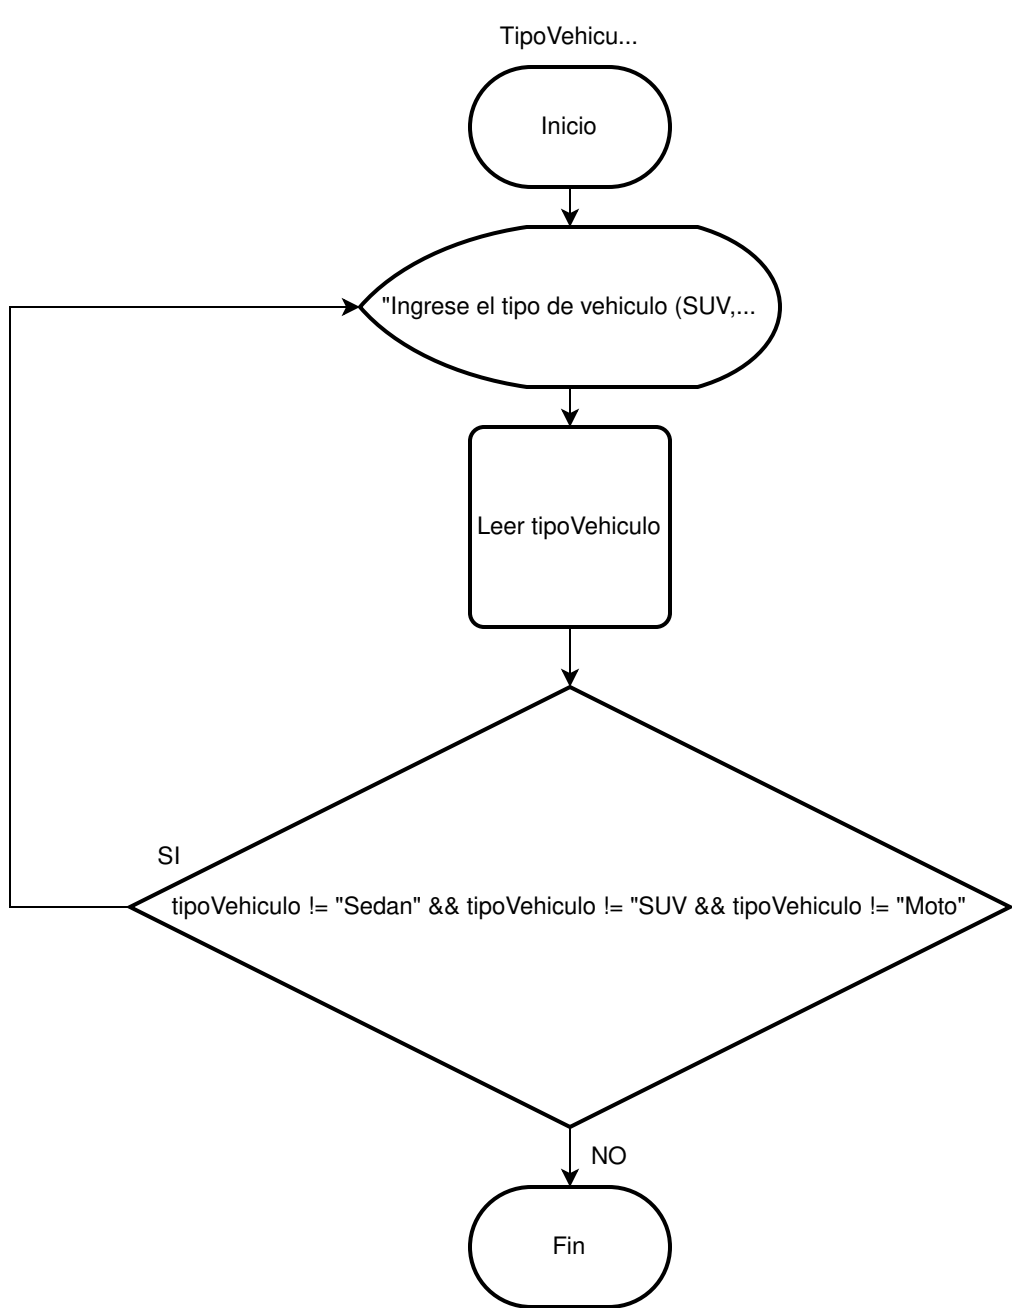 TipoVehicu...
Inicio
"Ingrese el tipo de vehiculo (SUV,...
Leer tipoVehiculo
SI
tipoVehiculo != "Sedan" && tipoVehiculo != "SUV && tipoVehiculo != "Moto"
NO
Fin